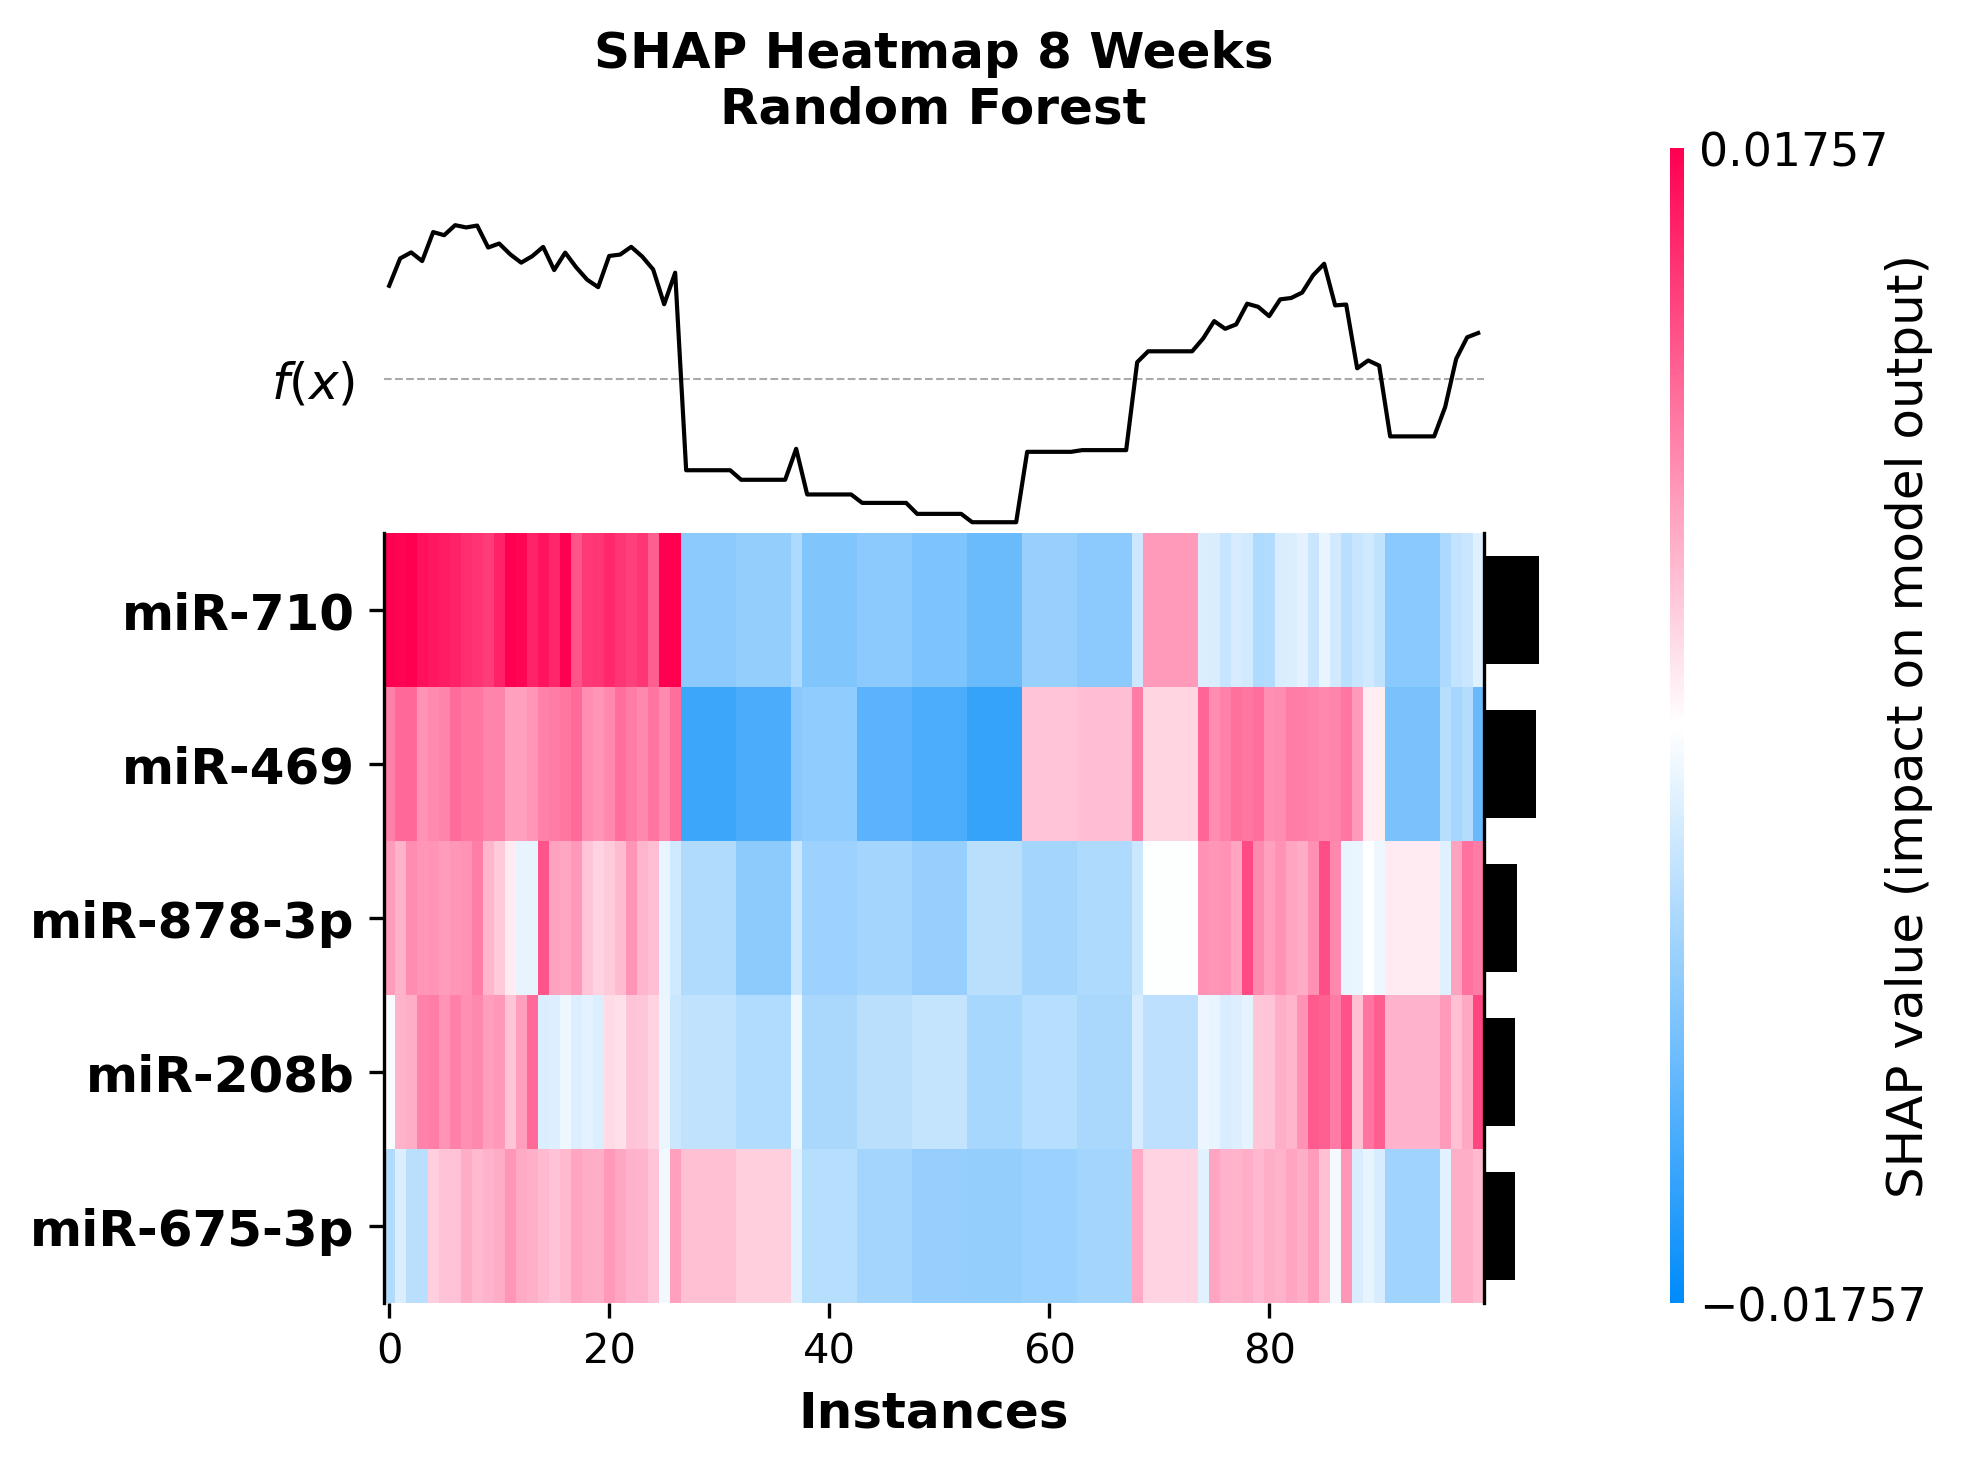 SHAP Heatmap 8 Weeks
Random Forest
0.01757
f(x)
miR-710
miR-469
miR-878-3p
miR-208b
miR-675-3p
SHAP value (impact on model output)
−0.01757
0 20 40 60 80
Instances